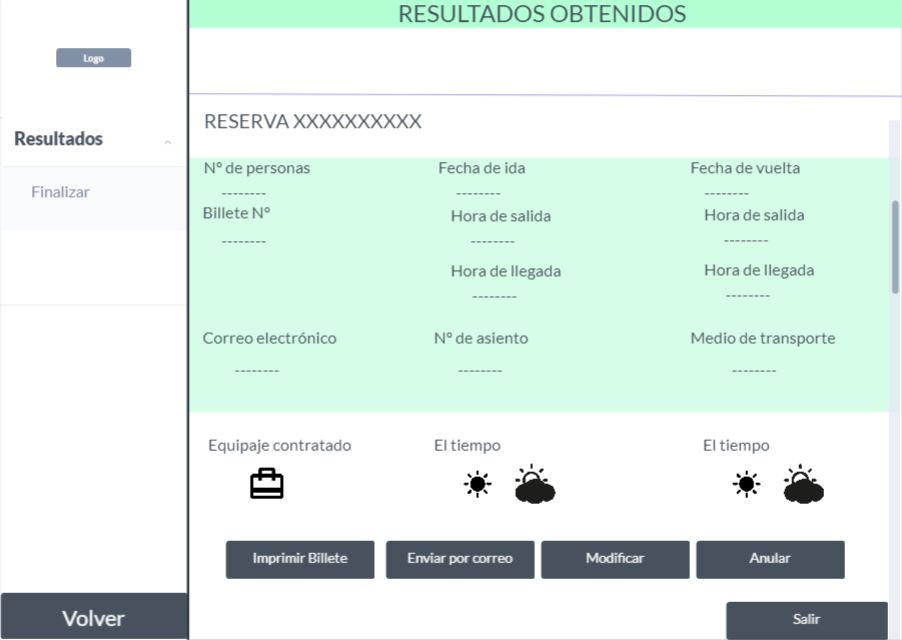 RESULTADOS OBTENIDOS
Logo
Resultados
Finalizar
RESERVA XXXXXXXXXX
Nº de personas Fecha de ida Fecha de vuelta
-------- -------- --------
Billete Nº Hora de salida Hora de salida
-------- -------- --------
Hora de llegada Hora de llegada
-------- --------
Correo electrónico Nº de asiento Medio de transporte
-------- -------- --------
Equipaje contratado El tiempo El tiempo
Imprimir Billete Enviar por correo Modificar Anular
Volver Salir